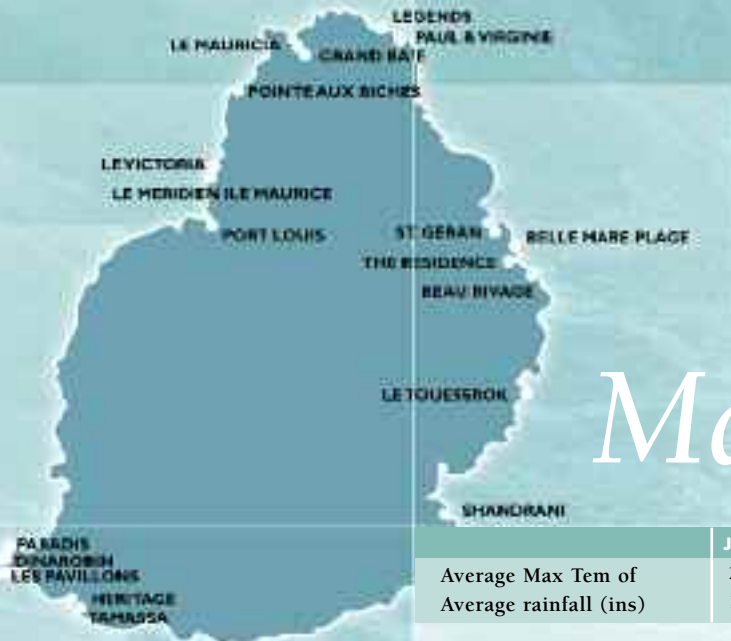 LEGENDS
PAUL & VIRGINIE
LE MAURICIA
GRAND BAIE
POINTE AUX BICHES
LE VICTORIA
LE MERIDIEN ILE MAURICE
PORT LOUIS
ST GERAN
BELLE MARE PLAGE
THE RESIDENCE
BEAU RIVAGE
LE TOUESSROK
Ma
SHANDRANI
PARADIS
DINAROBIN
LES PAVILLONS
HERITAGE
TAMASSA
J
Average Max Tem of
Average rainfall (ins)